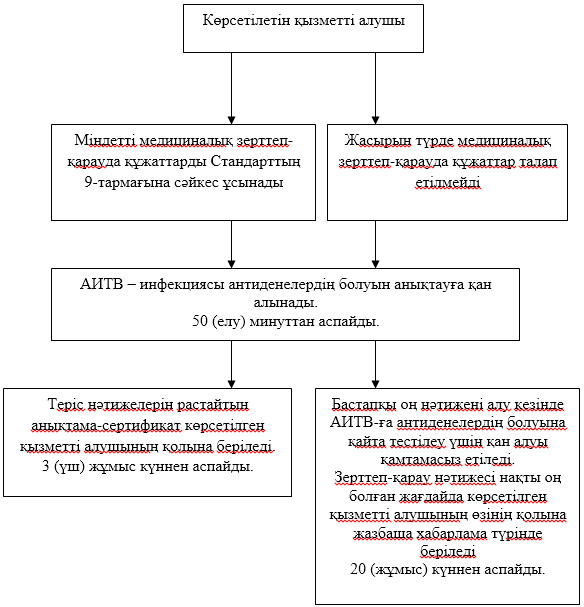 Көрсетілетін қызметті алушы
Міндетті медициналық зерттеп-
қарауда құжаттарды Стандарттың
9-тармағына сәйкес ұсынады
Жасырын түрде медициналық
зерттеп-қарауда құжаттар талап
етілмейді
АИТВ – инфекциясы антиденелердің болуын анықтауға қан
алынады.
50 (елу) минуттан аспайды.
Теріс нәтижелерін растайтын
анықтама-сертификат көрсетілген
қызметті алушының қолына беріледі.
3 (үш) жұмыс күннен аспайды.
Бастапқы оң нәтижені алу кезінде
АИТВ-ға антиденелердің болуына
қайта тестілеу үшін қан алуы
қамтамасыз етіледі.
Зерттеп-қарау нәтижесі нақты оң
болған жағдайда көрсетілген
қызметті алушының өзінің қолына
жазбаша хабарлама түрінде
беріледі
20 (жұмыс) күннен аспайды.